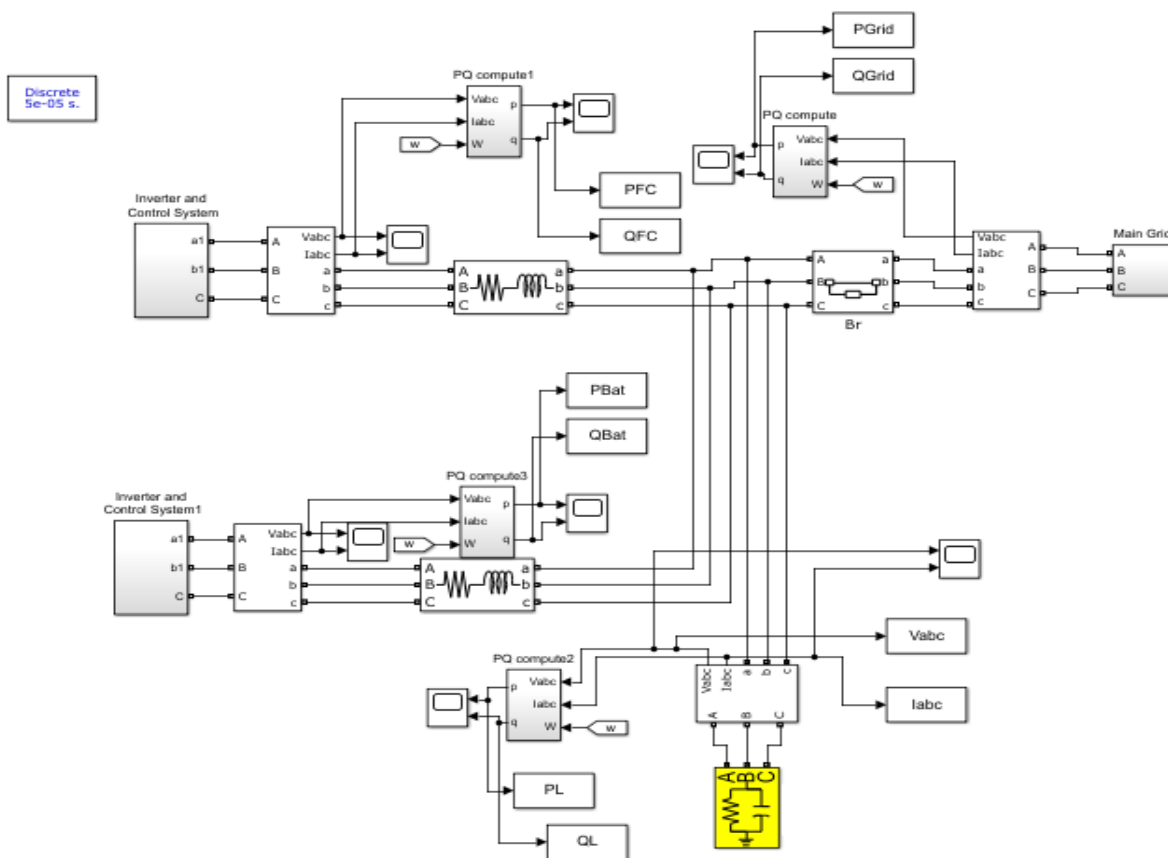 Discrete
5e-05 s.
PQ compute1
Vabc
Iabc
W
p
q
w
PFC
QFC
PGrid
QGrid
PQ compute
Vabc
Iabc
W
p
q
w
Inverter and
Control System
a1
b1
C
A
B
C
Vabc
Iabc
a
b
c
A
B
C
a
b
c
A
B
C
a
b
c
Br
Vabc
Iabc
a
b
c
A
B
C
Main Grid
A
B
C
PBat
QBat
PQ compute3
Vabc
Iabc
W
p
q
w
Inverter and
Control System1
a1
b1
C
A
B
C
Vabc
Iabc
a
b
c
A
B
C
a
b
c
PQ compute2
Vabc
Iabc
W
p
q
w
Vabc
Iabc
a
b
c
A
B
C
Vabc
Iabc
A
B
C
PL
QL